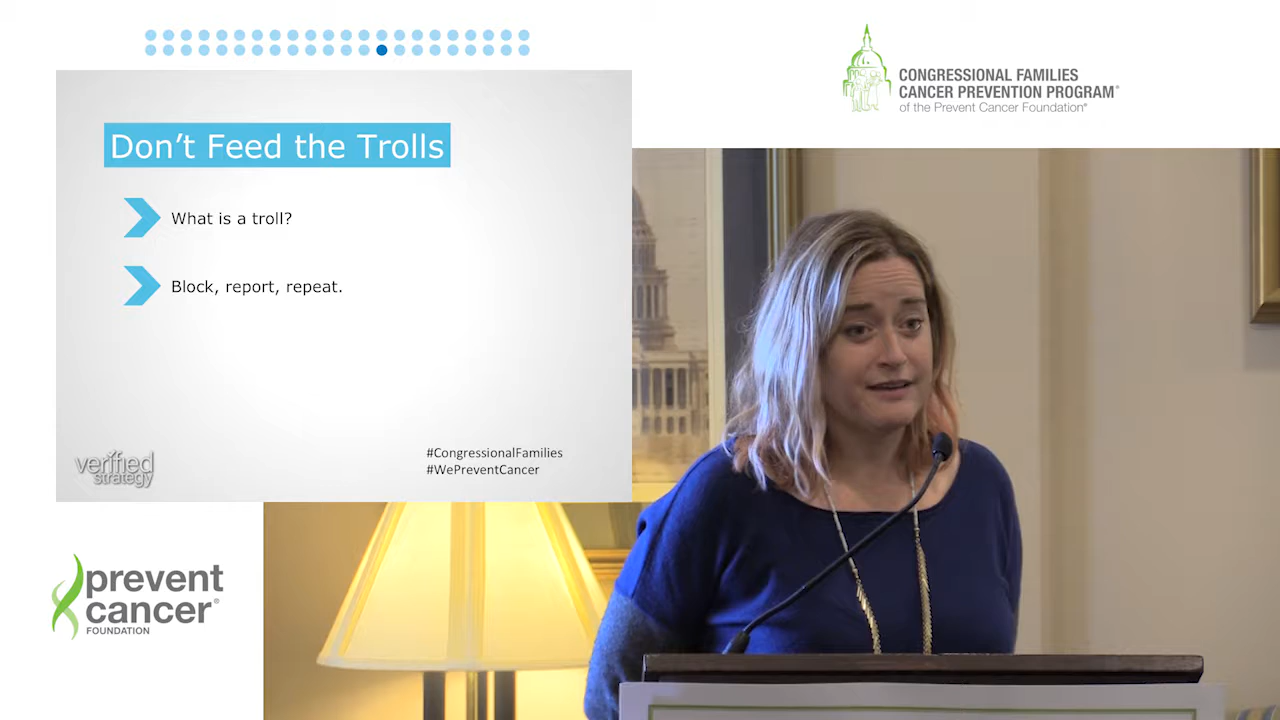 CONGRESSIONAL FAMILIES
CANCER PREVENTION PROGRAM®
of the Prevent Cancer Foundation®
Don’t Feed the Trolls
What is a troll?
Block, report, repeat.
#CongressionalFamilies
#WePreventCancer
verified
strategy
prevent
cancer®
FOUNDATION